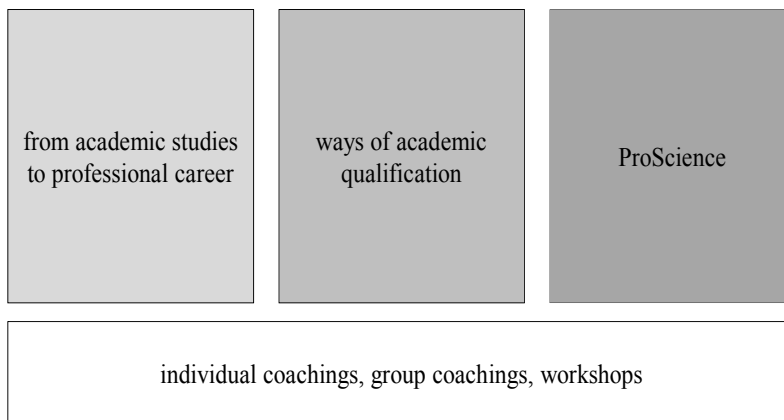 from academic studies
to professional career
ways of academic
qualification
ProScience
individual coachings, group coachings, workshops